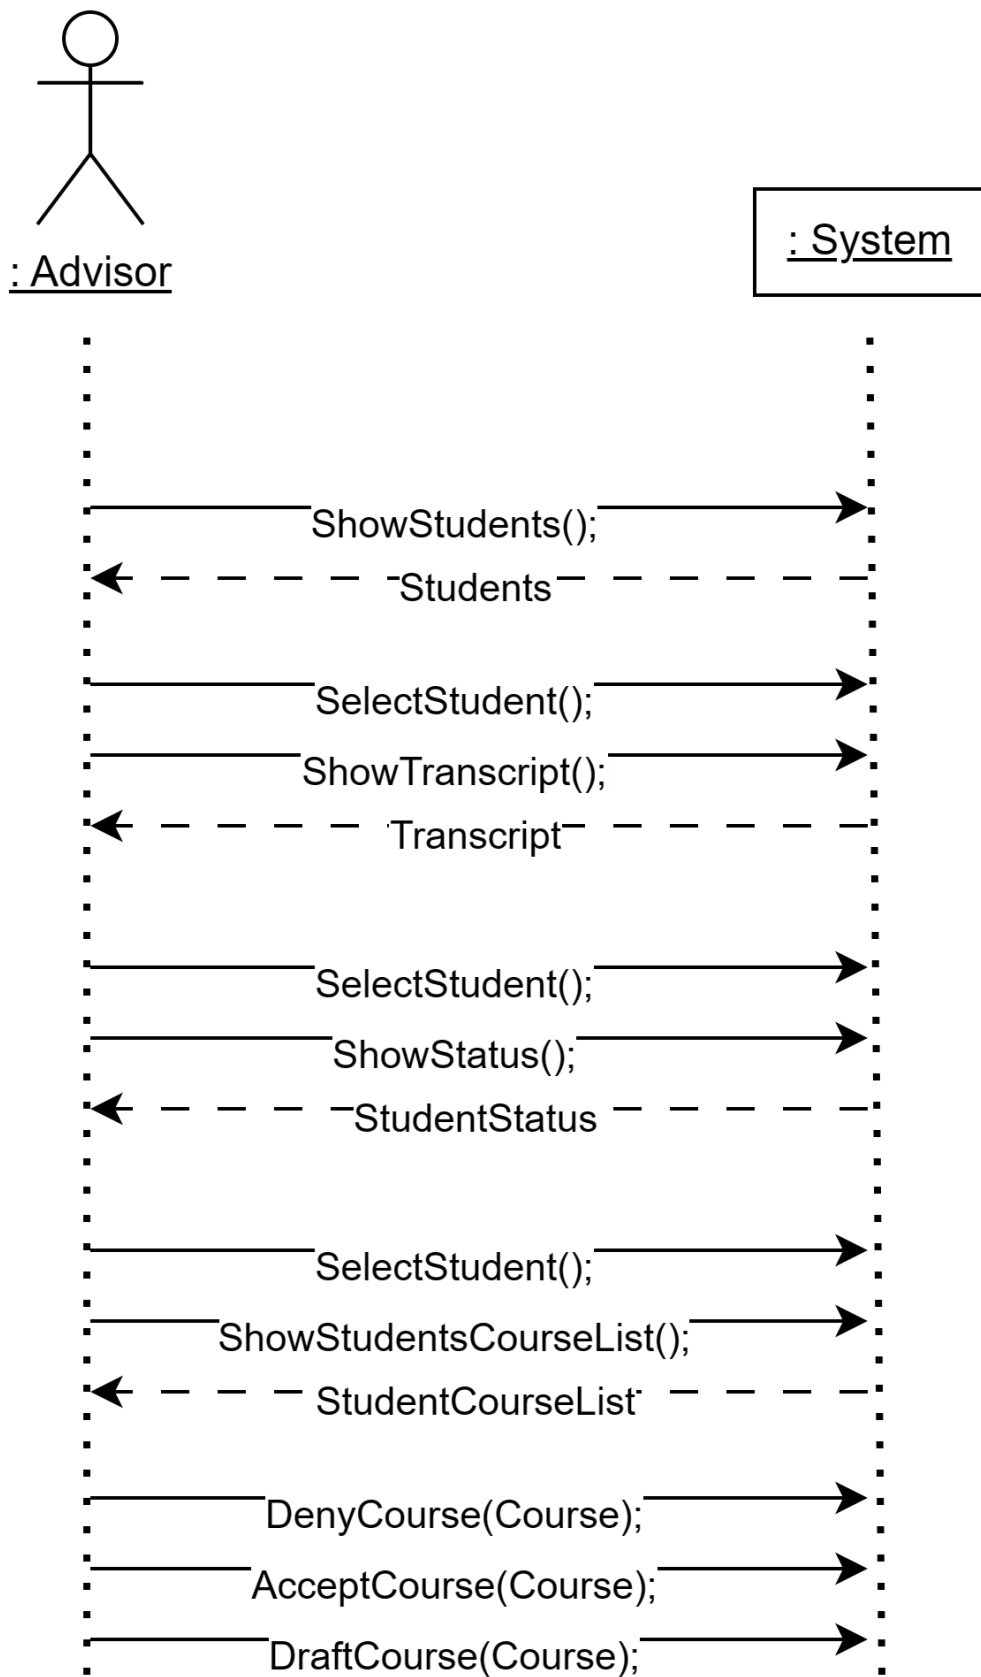 : Advisor
: System
ShowStudents();
Students
SelectStudent();
ShowTranscript();
Transcript
SelectStudent();
ShowStatus();
StudentStatus
SelectStudent();
ShowStudentsCourseList();
StudentCourseList
DenyCourse(Course);
AcceptCourse(Course);
DraftCourse(Course);